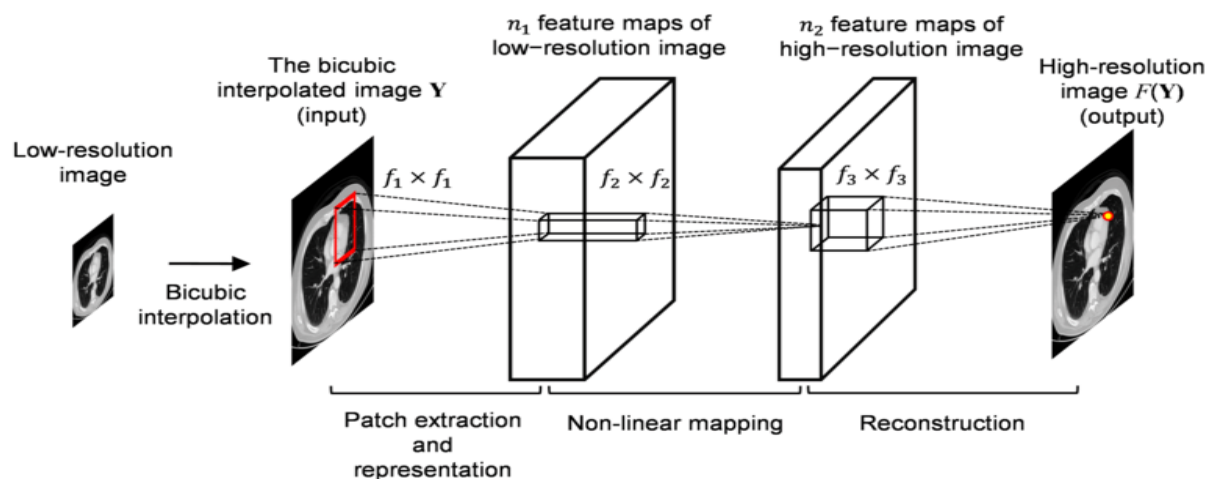 Low-resolution
image
Bicubic
interpolation
The bicubic
interpolated image Y
(input)
f₁ × f₁
n₁ feature maps of
low−resolution image
f₂ × f₂
n₂ feature maps of
high−resolution image
f₃ × f₃
High-resolution
image F(Y)
(output)
Patch extraction
and
representation
Non-linear mapping
Reconstruction